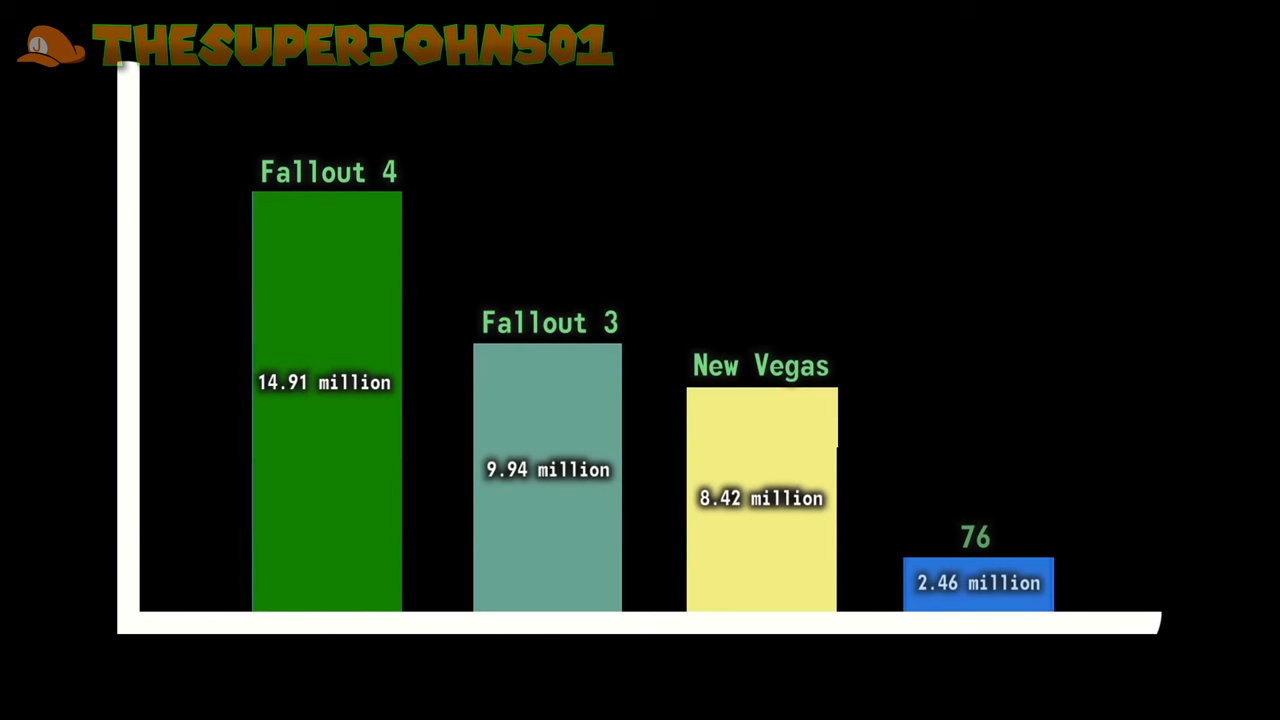 J THESUPERJOHN501
Fallout 4
14.91 million
Fallout 3
9.94 million
New Vegas
8.42 million
76
2.46 million